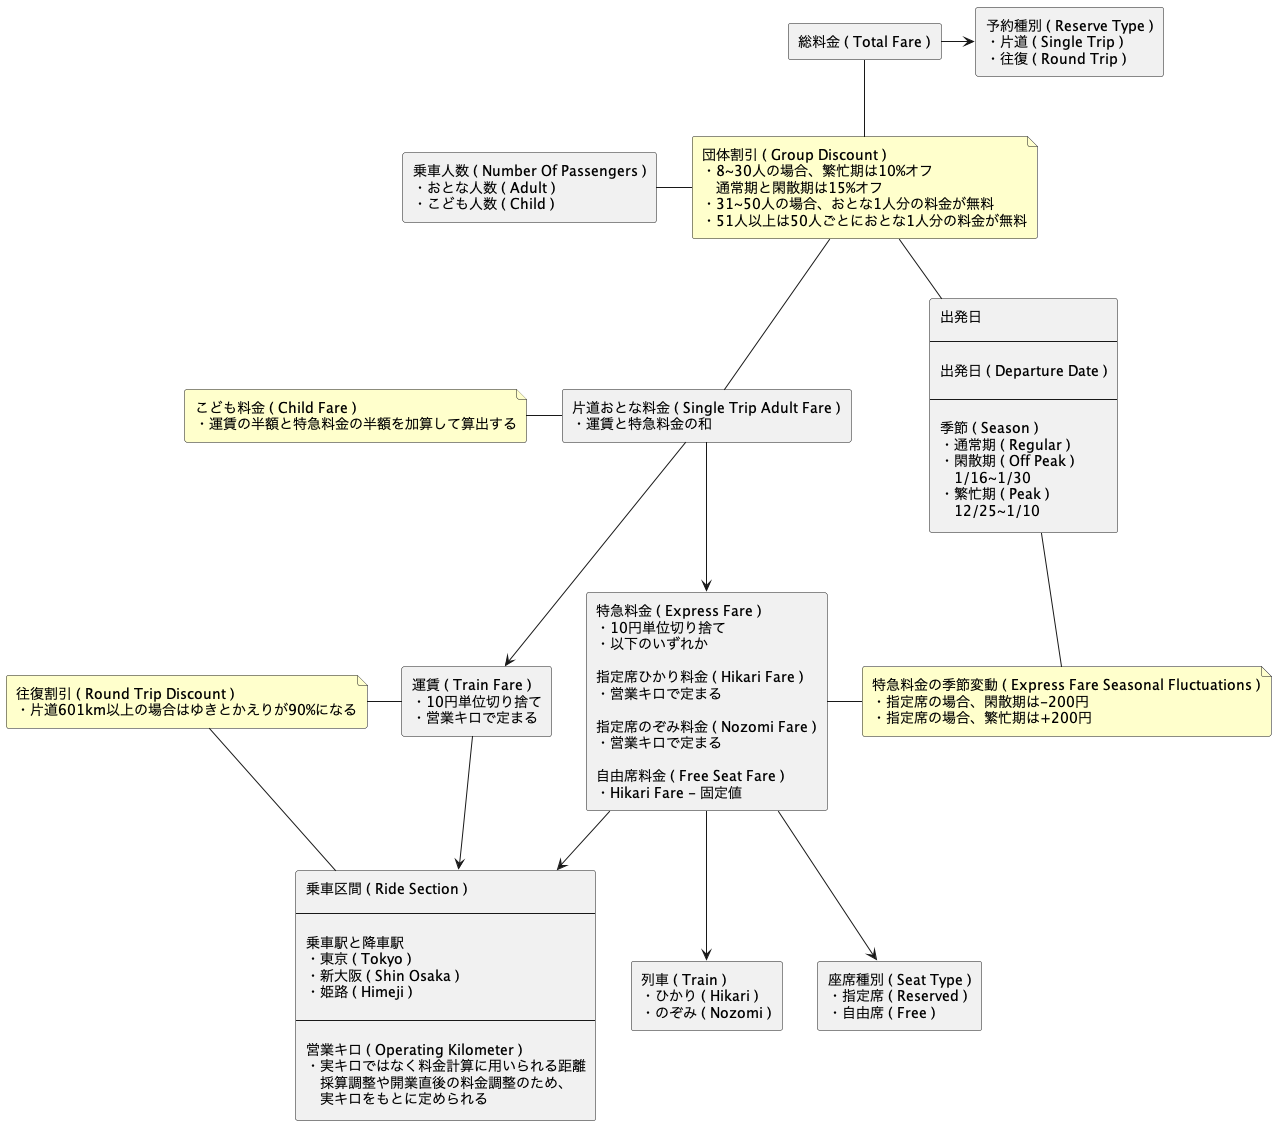 総料金 ( Total Fare )
予約種別 ( Reserve Type )
・片道 ( Single Trip )
・往復 ( Round Trip )
乗車人数 ( Number Of Passengers )
・おとな人数 ( Adult )
・こども人数 ( Child )
団体割引 ( Group Discount )
・8~30人の場合、繁忙期は10%オフ
通常期と閑散期は15%オフ
・31~50人の場合、おとな1人分の料金が無料
・51人以上は50人ごとにおとな1人分の料金が無料
出発日
出発日 ( Departure Date )
季節 ( Season )
・通常期 ( Regular )
・閑散期 ( Off Peak )
1/16~1/30
・繁忙期 ( Peak )
12/25~1/10
こども料金 ( Child Fare )
・運賃の半額と特急料金の半額を加算して算出する
片道おとな料金 ( Single Trip Adult Fare )
・運賃と特急料金の和
往復割引 ( Round Trip Discount )
・片道601km以上の場合はゆきとかえりが90%になる
運賃 ( Train Fare )
・10円単位切り捨て
・営業キロで定まる
特急料金 ( Express Fare )
・10円単位切り捨て
・以下のいずれか
指定席ひかり料金 ( Hikari Fare )
・営業キロで定まる
指定席のぞみ料金 ( Nozomi Fare )
・営業キロで定まる
自由席料金 ( Free Seat Fare )
・Hikari Fare - 固定値
特急料金の季節変動 ( Express Fare Seasonal Fluctuations )
・指定席の場合、閑散期は-200円
・指定席の場合、繁忙期は+200円
乗車区間 ( Ride Section )
乗車駅と降車駅
・東京 ( Tokyo )
・新大阪 ( Shin Osaka )
・姫路 ( Himeji )
営業キロ ( Operating Kilometer )
・実キロではなく料金計算に用いられる距離
採算調整や開業直後の料金調整のため、
実キロをもとに定められる
列車 ( Train )
・ひかり ( Hikari )
・のぞみ ( Nozomi )
座席種別 ( Seat Type )
・指定席 ( Reserved )
・自由席 ( Free )